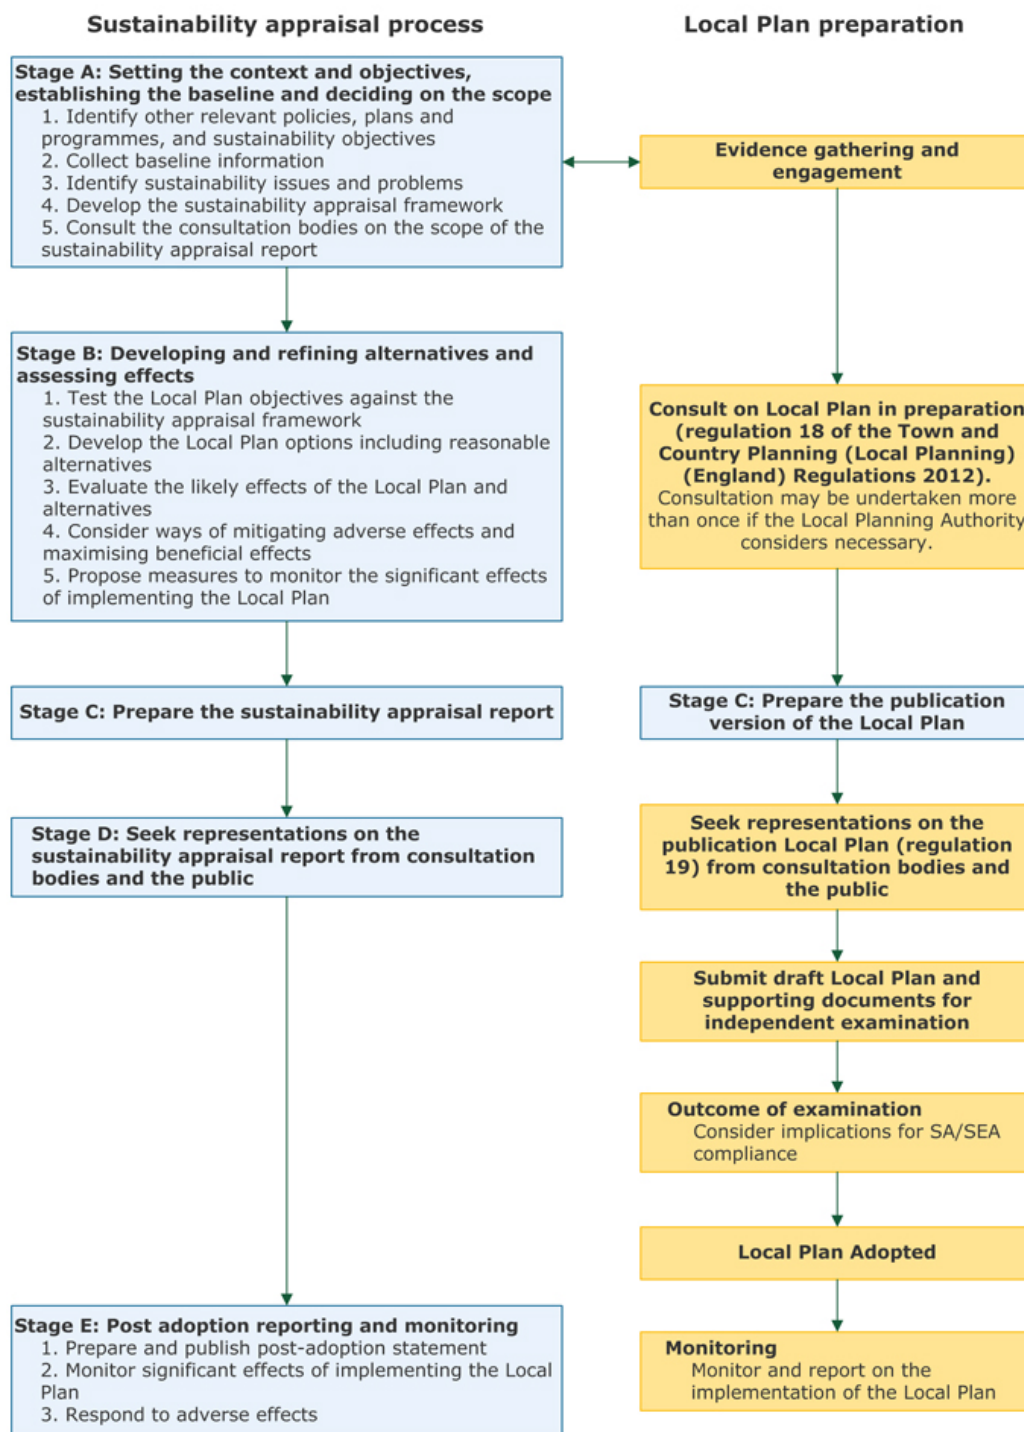 Sustainability appraisal process
Local Plan preparation
Stage A: Setting the context and objectives,
establishing the baseline and deciding on the scope
1. Identify other relevant policies, plans and
programmes, and sustainability objectives
2. Collect baseline information
3. Identify sustainability issues and problems
4. Develop the sustainability appraisal framework
5. Consult the consultation bodies on the scope of the
sustainability appraisal report
Evidence gathering and
engagement
Stage B: Developing and refining alternatives and
assessing effects
1. Test the Local Plan objectives against the
sustainability appraisal framework
2. Develop the Local Plan options including reasonable
alternatives
3. Evaluate the likely effects of the Local Plan and
alternatives
4. Consider ways of mitigating adverse effects and
maximising beneficial effects
5. Propose measures to monitor the significant effects
of implementing the Local Plan
Consult on Local Plan in preparation
(regulation 18 of the Town and
Country Planning (Local Planning)
(England) Regulations 2012).
Consultation may be undertaken more
than once if the Local Planning Authority
considers necessary.
Stage C: Prepare the sustainability appraisal report
Stage C: Prepare the publication
version of the Local Plan
Stage D: Seek representations on the
sustainability appraisal report from consultation
bodies and the public
Seek representations on the
publication Local Plan (regulation
19) from consultation bodies and
the public
Submit draft Local Plan and
supporting documents for
independent examination
Outcome of examination
Consider implications for SA/SEA
compliance
Local Plan Adopted
Stage E: Post adoption reporting and monitoring
1. Prepare and publish post-adoption statement
2. Monitor significant effects of implementing the Local
Plan
3. Respond to adverse effects
Monitoring
Monitor and report on the
implementation of the Local Plan